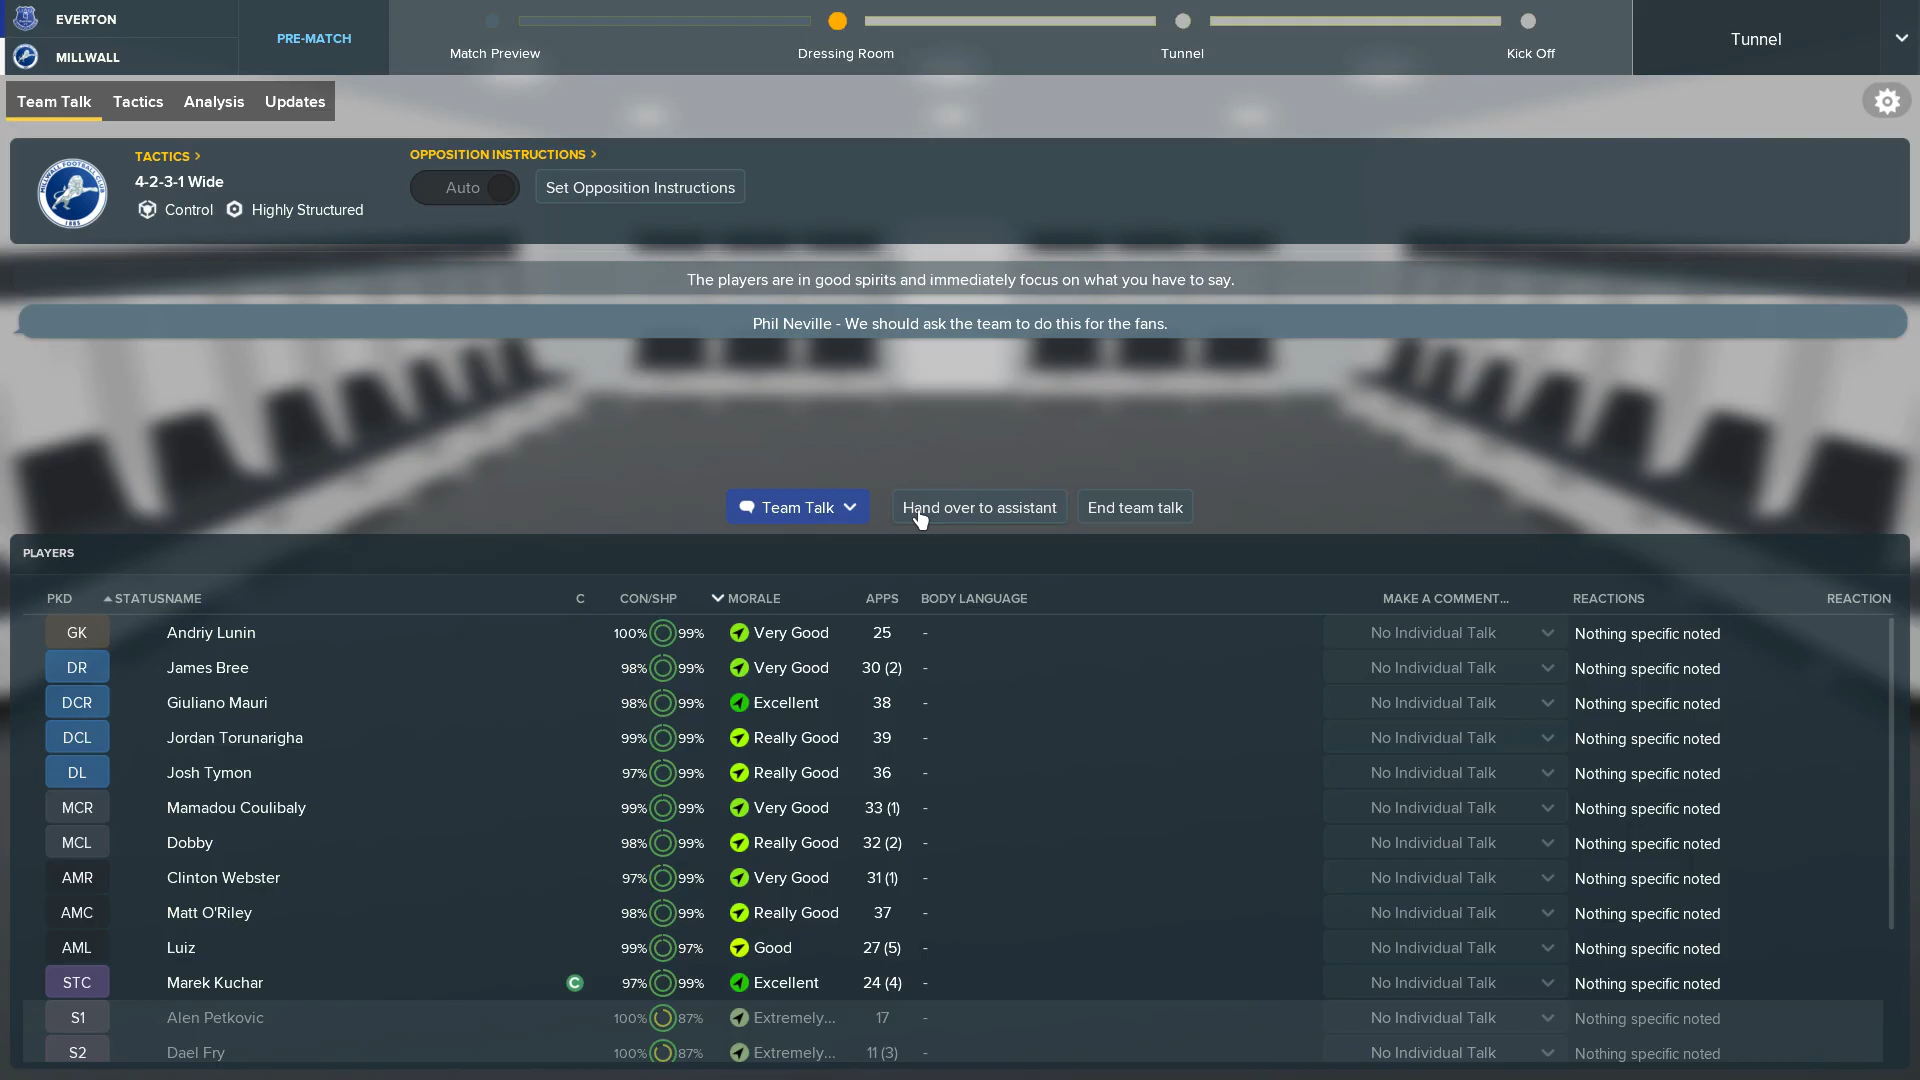 EVERTON
MILLWALL
PRE-MATCH
Match Preview
Dressing Room
Tunnel
Kick Off
Tunnel
Team Talk Tactics Analysis Updates
MILLWALL FOOTBALL CLUB
1885
TACTICS >
4-2-3-1 Wide
Control Highly Structured
OPPOSITION INSTRUCTIONS >
Auto Set Opposition Instructions
The players are in good spirits and immediately focus on what you have to say.
Phil Neville - We should ask the team to do this for the fans.
Team Talk Hand over to assistant End team talk
PLAYERS
PKD STATUS NAME C CON/SHP MORALE APPS BODY LANGUAGE MAKE A COMMENT... REACTIONS REACTION
GK Andriy Lunin 100% 99% Very Good 25 - No Individual Talk Nothing specific noted
DR James Bree 98% 99% Very Good 30 (2) - No Individual Talk Nothing specific noted
DCR Giuliano Mauri 98% 99% Excellent 38 - No Individual Talk Nothing specific noted
DCL Jordan Torunarigha 99% 99% Really Good 39 - No Individual Talk Nothing specific noted
DL Josh Tymon 97% 99% Really Good 36 - No Individual Talk Nothing specific noted
MCR Mamadou Coulibaly 99% 99% Very Good 33 (1) - No Individual Talk Nothing specific noted
MCL Dobby 98% 99% Really Good 32 (2) - No Individual Talk Nothing specific noted
AMR Clinton Webster 97% 99% Very Good 31 (1) - No Individual Talk Nothing specific noted
AMC Matt O'Riley 98% 99% Really Good 37 - No Individual Talk Nothing specific noted
AML Luiz 99% 97% Good 27 (5) - No Individual Talk Nothing specific noted
STC Marek Kuchar C 97% 99% Excellent 24 (4) - No Individual Talk Nothing specific noted
S1 Alen Petkovic 100% 87% Extremely... 17 - No Individual Talk Nothing specific noted
S2 Dael Fry 100% 87% Extremely... 11 (3) - No Individual Talk Nothing specific noted